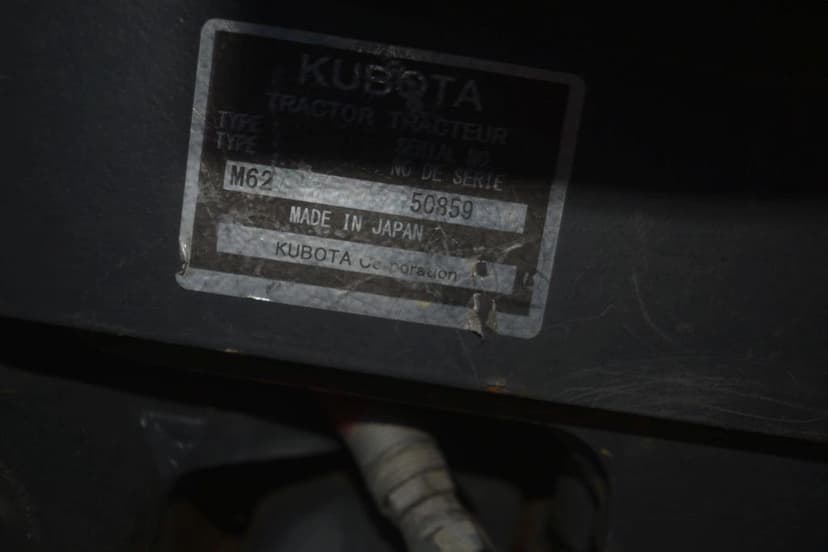 KUBOTA
TRACTOR TRACTEUR
TYPE SERIAL NO.
TYPE NO DE SERIE
M62 50859
MADE IN JAPAN
KUBOTA Corporation